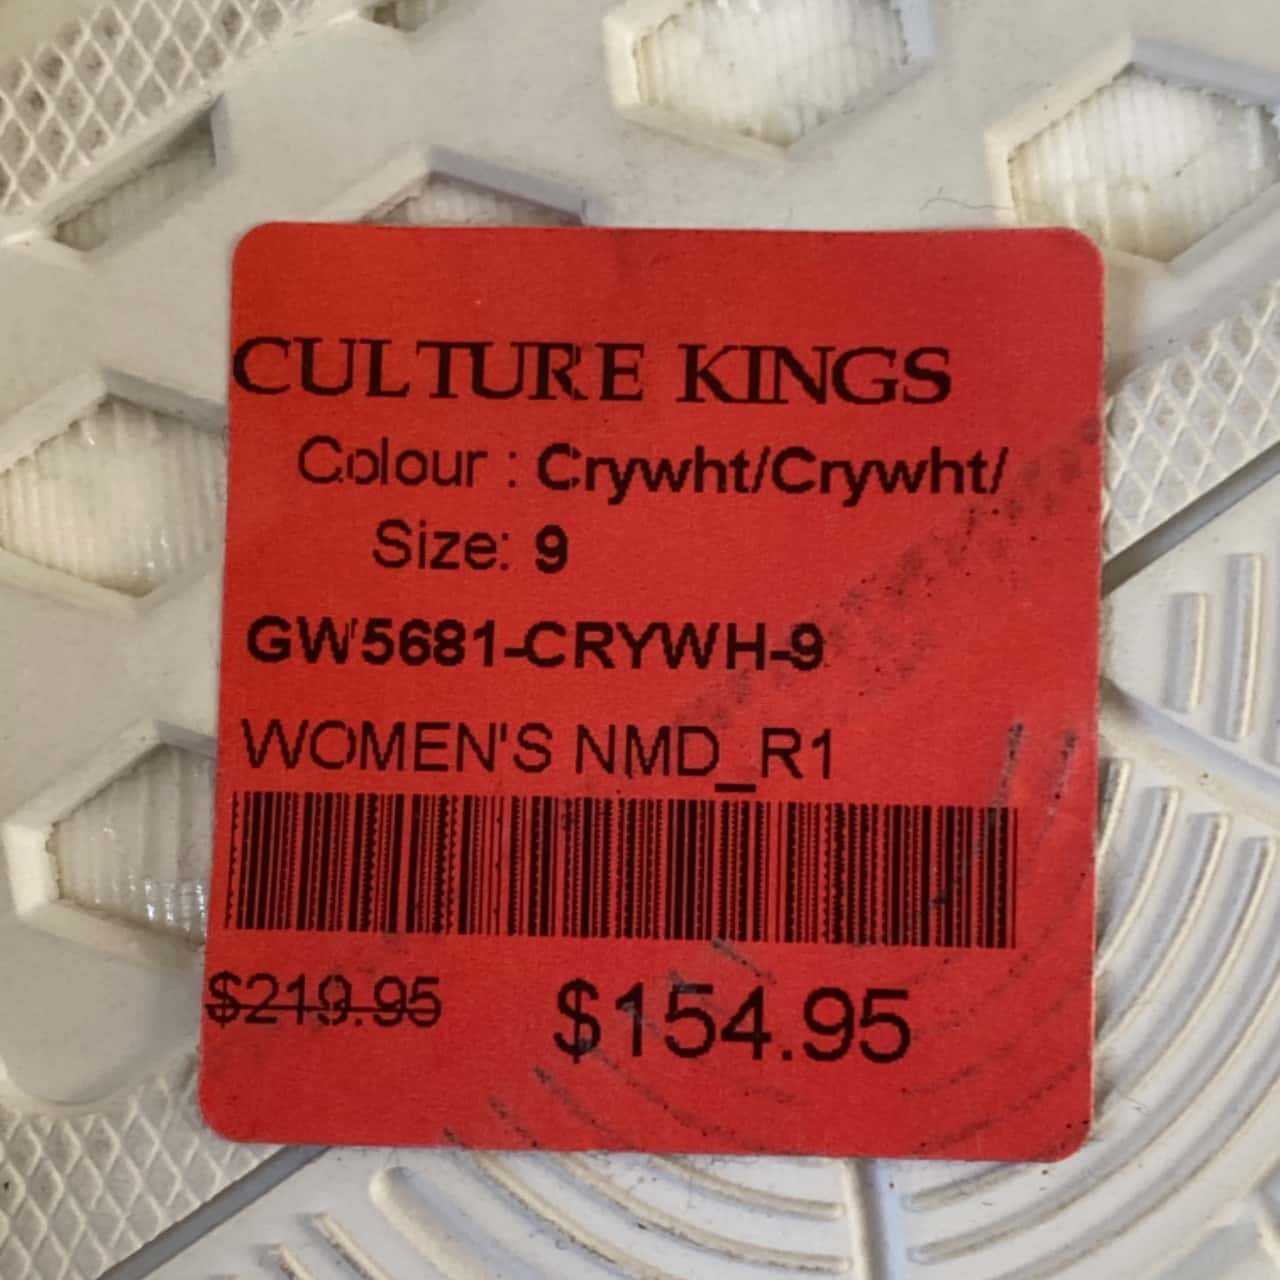 CULTURE KINGS
Colour : Crywht/Crywht/
Size: 9
GW5681-CRYWH-9
WOMEN'S NMD_R1
$219.95 $154.95